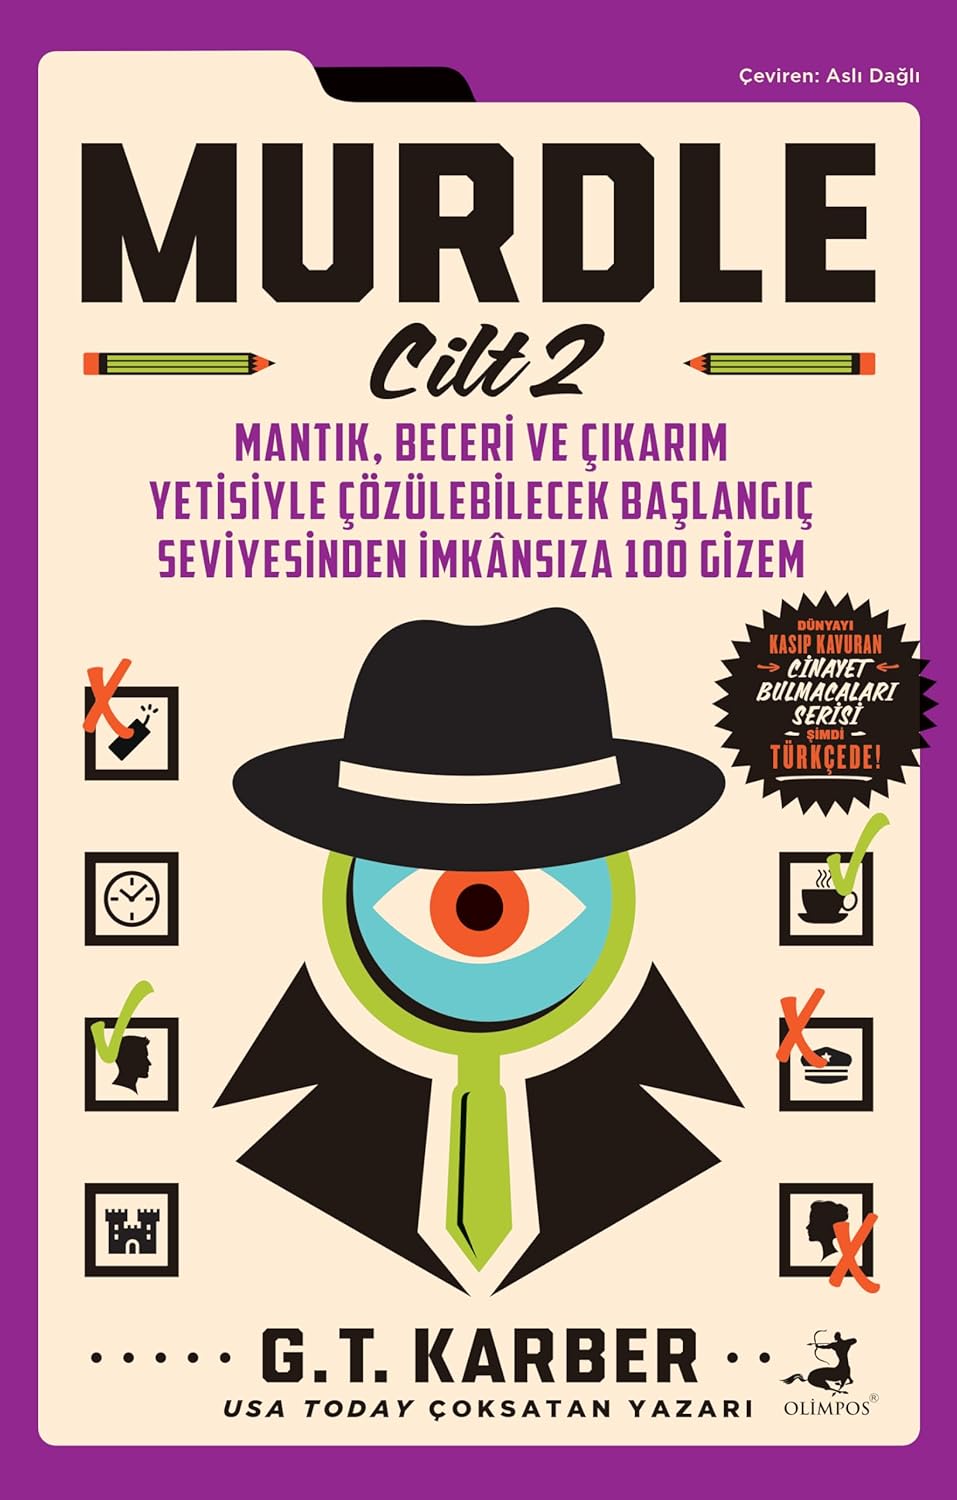 Çeviren: Aslı Dağlı
MURDLE
Cilt 2
MANTIK, BECERİ VE ÇIKARIM
YETİSİYLE ÇÖZÜLEBİLECEK BAŞLANGIÇ
SEVİYESİNDEN İMKÂNSIZA 100 GİZEM
DÜNYAYI
KASIP KAVURAN
CİNAYET
BULMACALARI
SERİSİ
ŞİMDİ
TÜRKÇEDE!
G.T. KARBER
USA TODAY ÇOKSATAN YAZARI
OLİMPOS®